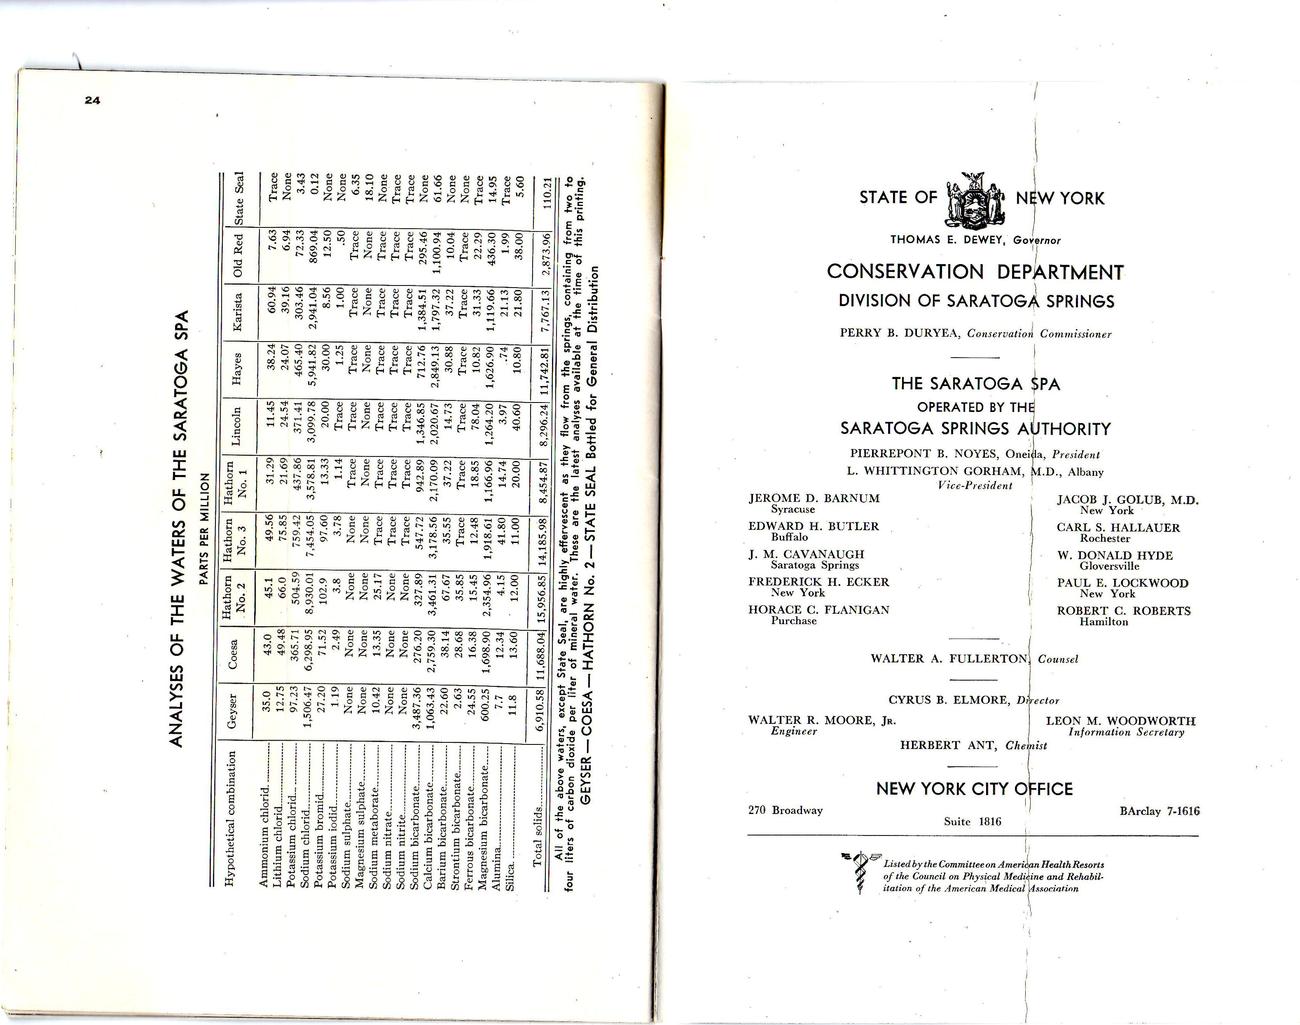 24
ANALYSES OF THE WATERS OF THE SARATOGA SPA
PARTS PER MILLION
Hypothetical combination Geyser Coesa Hathorn No. 2 Hathorn No. 3 Hathorn No. 1 Lincoln Hayes Karista Old Red State Seal
Ammonium chlorid 35.0 43.0 45.1 49.56 31.29 11.45 38.24 60.94 7.63 Trace
Lithium chlorid 12.75 49.48 66.0 75.85 21.69 24.54 24.07 39.16 6.94 None
Potassium chlorid 97.23 365.71 504.59 759.42 437.86 371.41 465.40 303.46 72.33 3.43
Sodium chlorid 1,506.47 6,298.95 8,930.01 7,454.05 3,578.81 3,099.78 5,941.82 2,941.04 869.04 0.12
Potassium bromid 27.20 71.52 102.9 97.60 13.33 20.00 30.00 8.56 12.50 None
Potassium iodid 1.19 2.49 3.8 3.78 1.14 Trace 1.25 1.00 .50 None
Sodium sulphate None None None None Trace Trace Trace Trace Trace 6.35
Magnesium sulphate None None None None None None None None None 18.10
Sodium metaborate 10.42 13.35 25.17 Trace Trace Trace Trace Trace Trace None
Sodium nitrate None None None Trace Trace Trace Trace Trace Trace Trace
Sodium nitrite None None None Trace Trace Trace Trace Trace Trace Trace
Sodium bicarbonate 3,487.36 276.20 327.89 547.72 942.89 1,346.85 712.76 1,384.51 295.46 None
Calcium bicarbonate 1,063.43 2,759.30 3,461.31 3,178.56 2,170.09 2,020.67 2,849.13 1,797.32 1,100.94 61.66
Barium bicarbonate 22.60 38.14 67.67 35.55 37.22 14.73 30.88 37.22 10.04 None
Strontium bicarbonate 2.63 28.68 35.85 Trace Trace Trace Trace Trace Trace None
Ferrous bicarbonate 24.55 16.38 15.45 12.48 18.85 78.04 10.82 31.33 22.29 Trace
Magnesium bicarbonate 600.25 1,698.90 2,354.96 1,918.61 1,166.96 1,264.20 1,626.90 1,119.66 436.30 14.95
Alumina 7.7 12.34 4.15 41.80 14.74 3.97 .74 21.13 1.99 Trace
Silica 11.8 13.60 12.00 11.00 20.00 40.60 10.80 21.80 38.00 5.60
Total solids 6,910.58 11,688.04 15,956.85 14,185.98 8,454.87 8,296.24 11,742.81 7,767.13 2,873.96 110.21
All of the above waters, except State Seal, are highly effervescent as they flow from the springs, containing from two to
four liters of carbon dioxide per liter of mineral water. These are the latest analyses available at the time of this printing.
GEYSER—COESA—HATHORN No. 2—STATE SEAL Bottled for General Distribution
STATE OF NEW YORK
THOMAS E. DEWEY, Governor
CONSERVATION DEPARTMENT
DIVISION OF SARATOGA SPRINGS
PERRY B. DURYEA, Conservation Commissioner
THE SARATOGA SPA
OPERATED BY THE
SARATOGA SPRINGS AUTHORITY
PIERREPONT B. NOYES, Oneida, President
L. WHITTINGTON GORHAM, M.D., Albany
Vice-President
JEROME D. BARNUM
Syracuse
EDWARD H. BUTLER
Buffalo
J. M. CAVANAUGH
Saratoga Springs
FREDERICK H. ECKER
New York
HORACE C. FLANIGAN
Purchase
JACOB J. GOLUB, M.D.
New York
CARL S. HALLAUER
Rochester
W. DONALD HYDE
Gloversville
PAUL E. LOCKWOOD
New York
ROBERT C. ROBERTS
Hamilton
WALTER A. FULLERTON, Counsel
CYRUS B. ELMORE, Director
WALTER R. MOORE, JR.
Engineer
LEON M. WOODWORTH
Information Secretary
HERBERT ANT, Chemist
NEW YORK CITY OFFICE
270 Broadway
Suite 1816
BArclay 7-1616
Listed by the Committee on American Health Resorts
of the Council on Physical Medicine and Rehabil-
itation of the American Medical Association